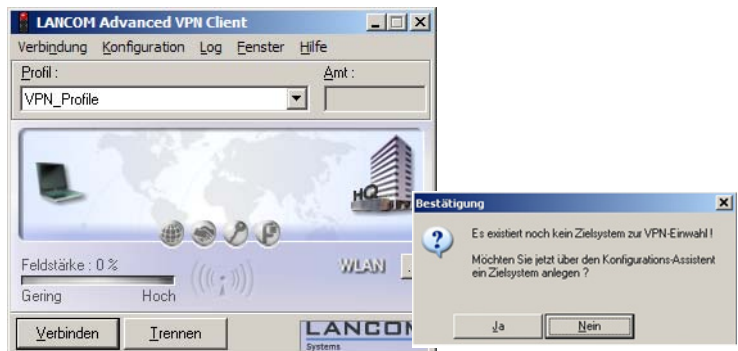 LANCOM Advanced VPN Client
Verbindung Konfiguration Log Fenster Hilfe
Profil :
Amt :
VPN_Profile
HQ
Feldstärke : 0 %
WLAN
Gering Hoch
Verbinden Trennen
LANCOM
Systems
Bestätigung
Es existiert noch kein Zielsystem zur VPN-Einwahl !
Möchten Sie jetzt über den Konfigurations-Assistent
ein Zielsystem anlegen ?
Ja Nein